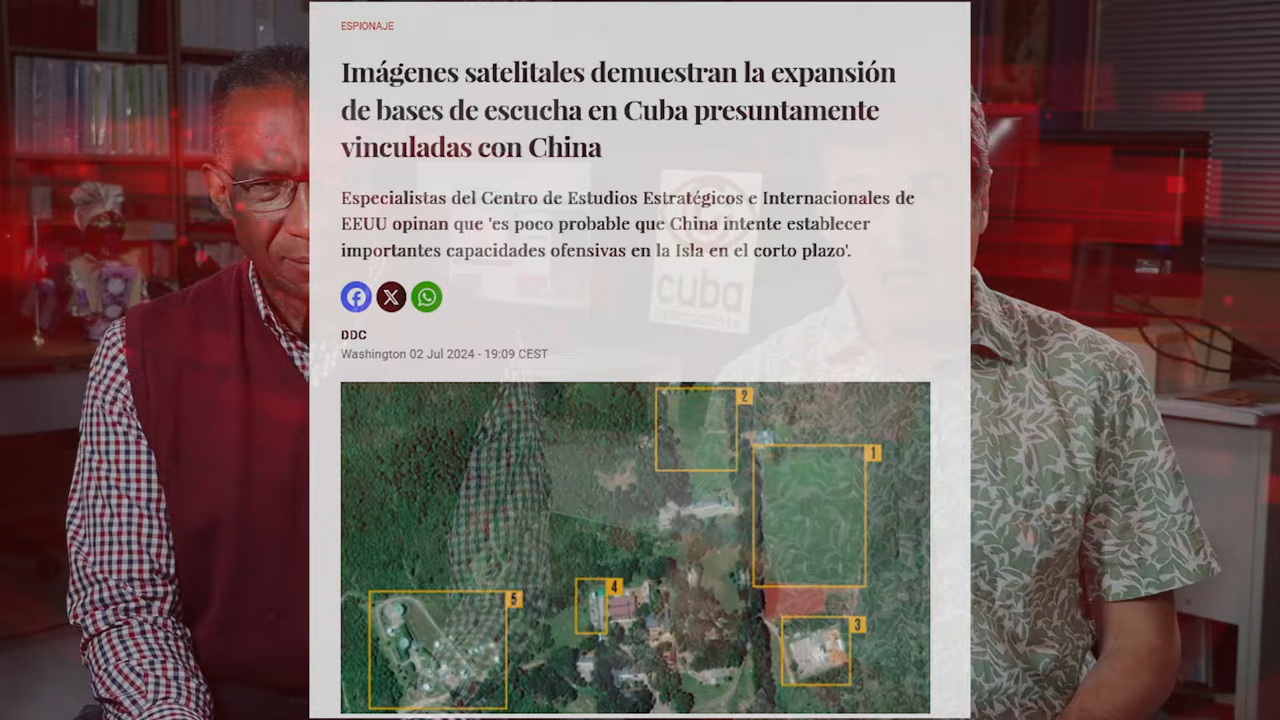 ESPIONAJE
Imágenes satelitales demuestran la expansión
de bases de escucha en Cuba presuntamente
vinculadas con China
Especialistas del Centro de Estudios Estratégicos e Internacionales de
EEUU opinan que 'es poco probable que China intente establecer
importantes capacidades ofensivas en la Isla en el corto plazo'.
DDC
Washington 02 Jul 2024 - 19:09 CEST
cuba
2
1
4
5
3